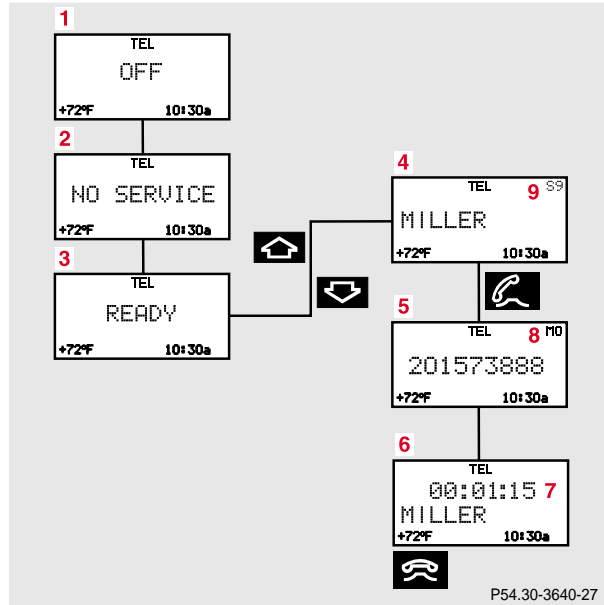 1
TEL
OFF
+72°F 10:30a
2
TEL
NO SERVICE
+72°F 10:30a
3
TEL
READY
+72°F 10:30a
4
TEL 9 S9
MILLER
+72°F 10:30a
5
TEL 8 M0
201573888
+72°F 10:30a
6
TEL
00:01:15 7
MILLER
+72°F 10:30a
P54.30-3640-27